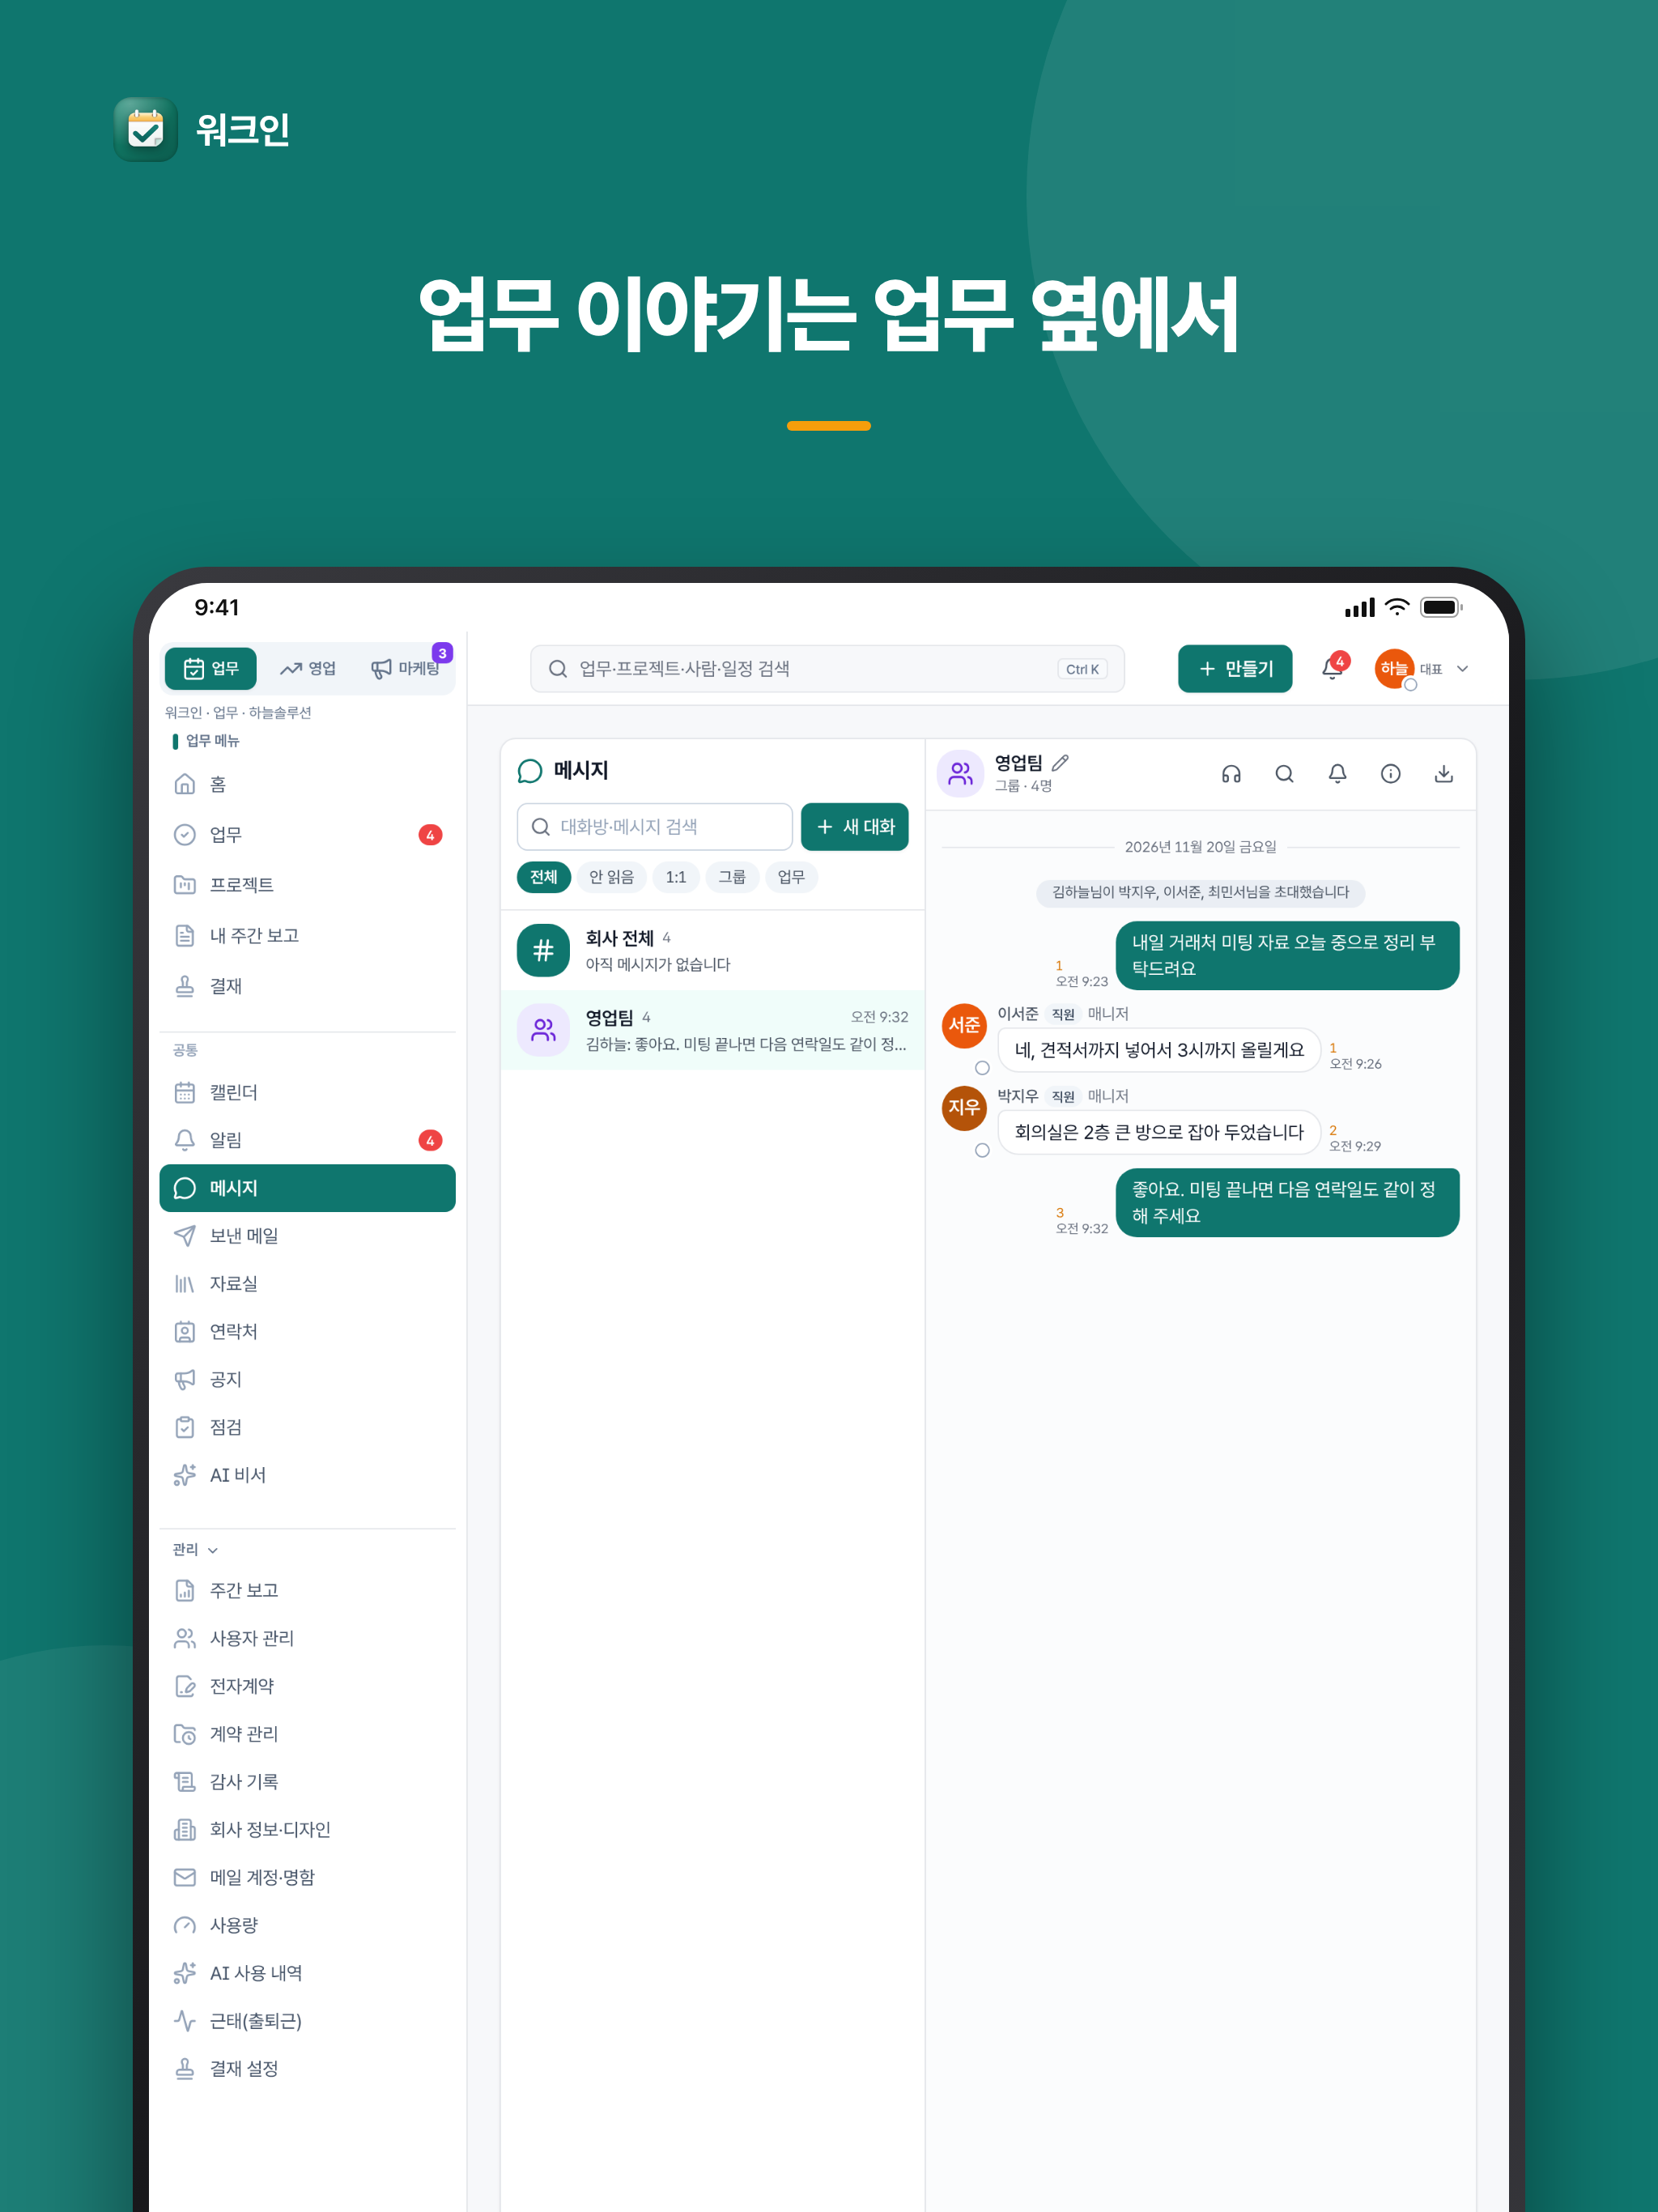 워크인
업무 이야기는 업무 옆에서
9:41
업무
영업
마케팅
3
워크인 · 업무 · 하늘솔루션
업무 메뉴
홈
업무
4
프로젝트
내 주간 보고
결재
공통
캘린더
알림
4
메시지
보낸 메일
자료실
연락처
공지
점검
AI 비서
관리
주간 보고
사용자 관리
전자계약
계약 관리
감사 기록
회사 정보·디자인
메일 계정·명함
사용량
AI 사용 내역
근태(출퇴근)
결재 설정
업무·프로젝트·사람·일정 검색
Ctrl K
만들기
4
하늘
대표
메시지
대화방·메시지 검색
새 대화
전체
안 읽음
1:1
그룹
업무
회사 전체 4
아직 메시지가 없습니다
영업팀 4
오전 9:32
김하늘: 좋아요. 미팅 끝나면 다음 연락일도 같이 정...
영업팀
그룹 · 4명
2026년 11월 20일 금요일
김하늘님이 박지우, 이서준, 최민서님을 초대했습니다
내일 거래처 미팅 자료 오늘 중으로 정리 부
탁드려요
1
오전 9:23
서준
이서준 직원 매니저
네, 견적서까지 넣어서 3시까지 올릴게요
1
오전 9:26
지우
박지우 직원 매니저
회의실은 2층 큰 방으로 잡아 두었습니다
2
오전 9:29
좋아요. 미팅 끝나면 다음 연락일도 같이 정
해 주세요
3
오전 9:32